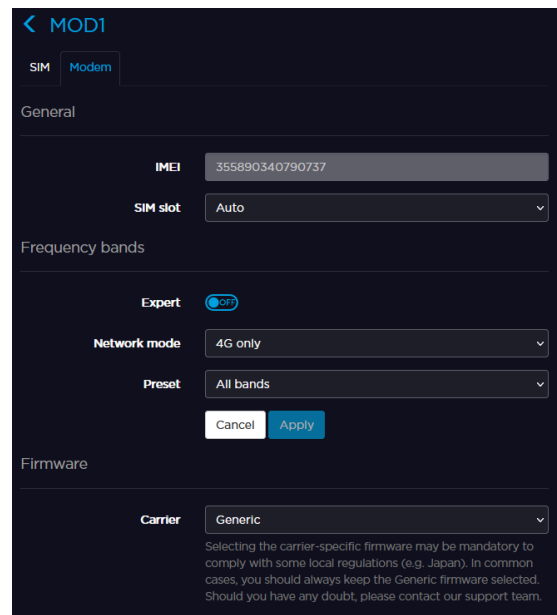 MOD1
SIM Modem
General
IMEI 355890340790737
SIM slot Auto
Frequency bands
Expert OFF
Network mode 4G only
Preset All bands
Cancel Apply
Firmware
Carrier Generic
Selecting the carrier-specific firmware may be mandatory to
comply with some local regulations (e.g. Japan). In common
cases, you should always keep the Generic firmware selected.
Should you have any doubt, please contact our support team.